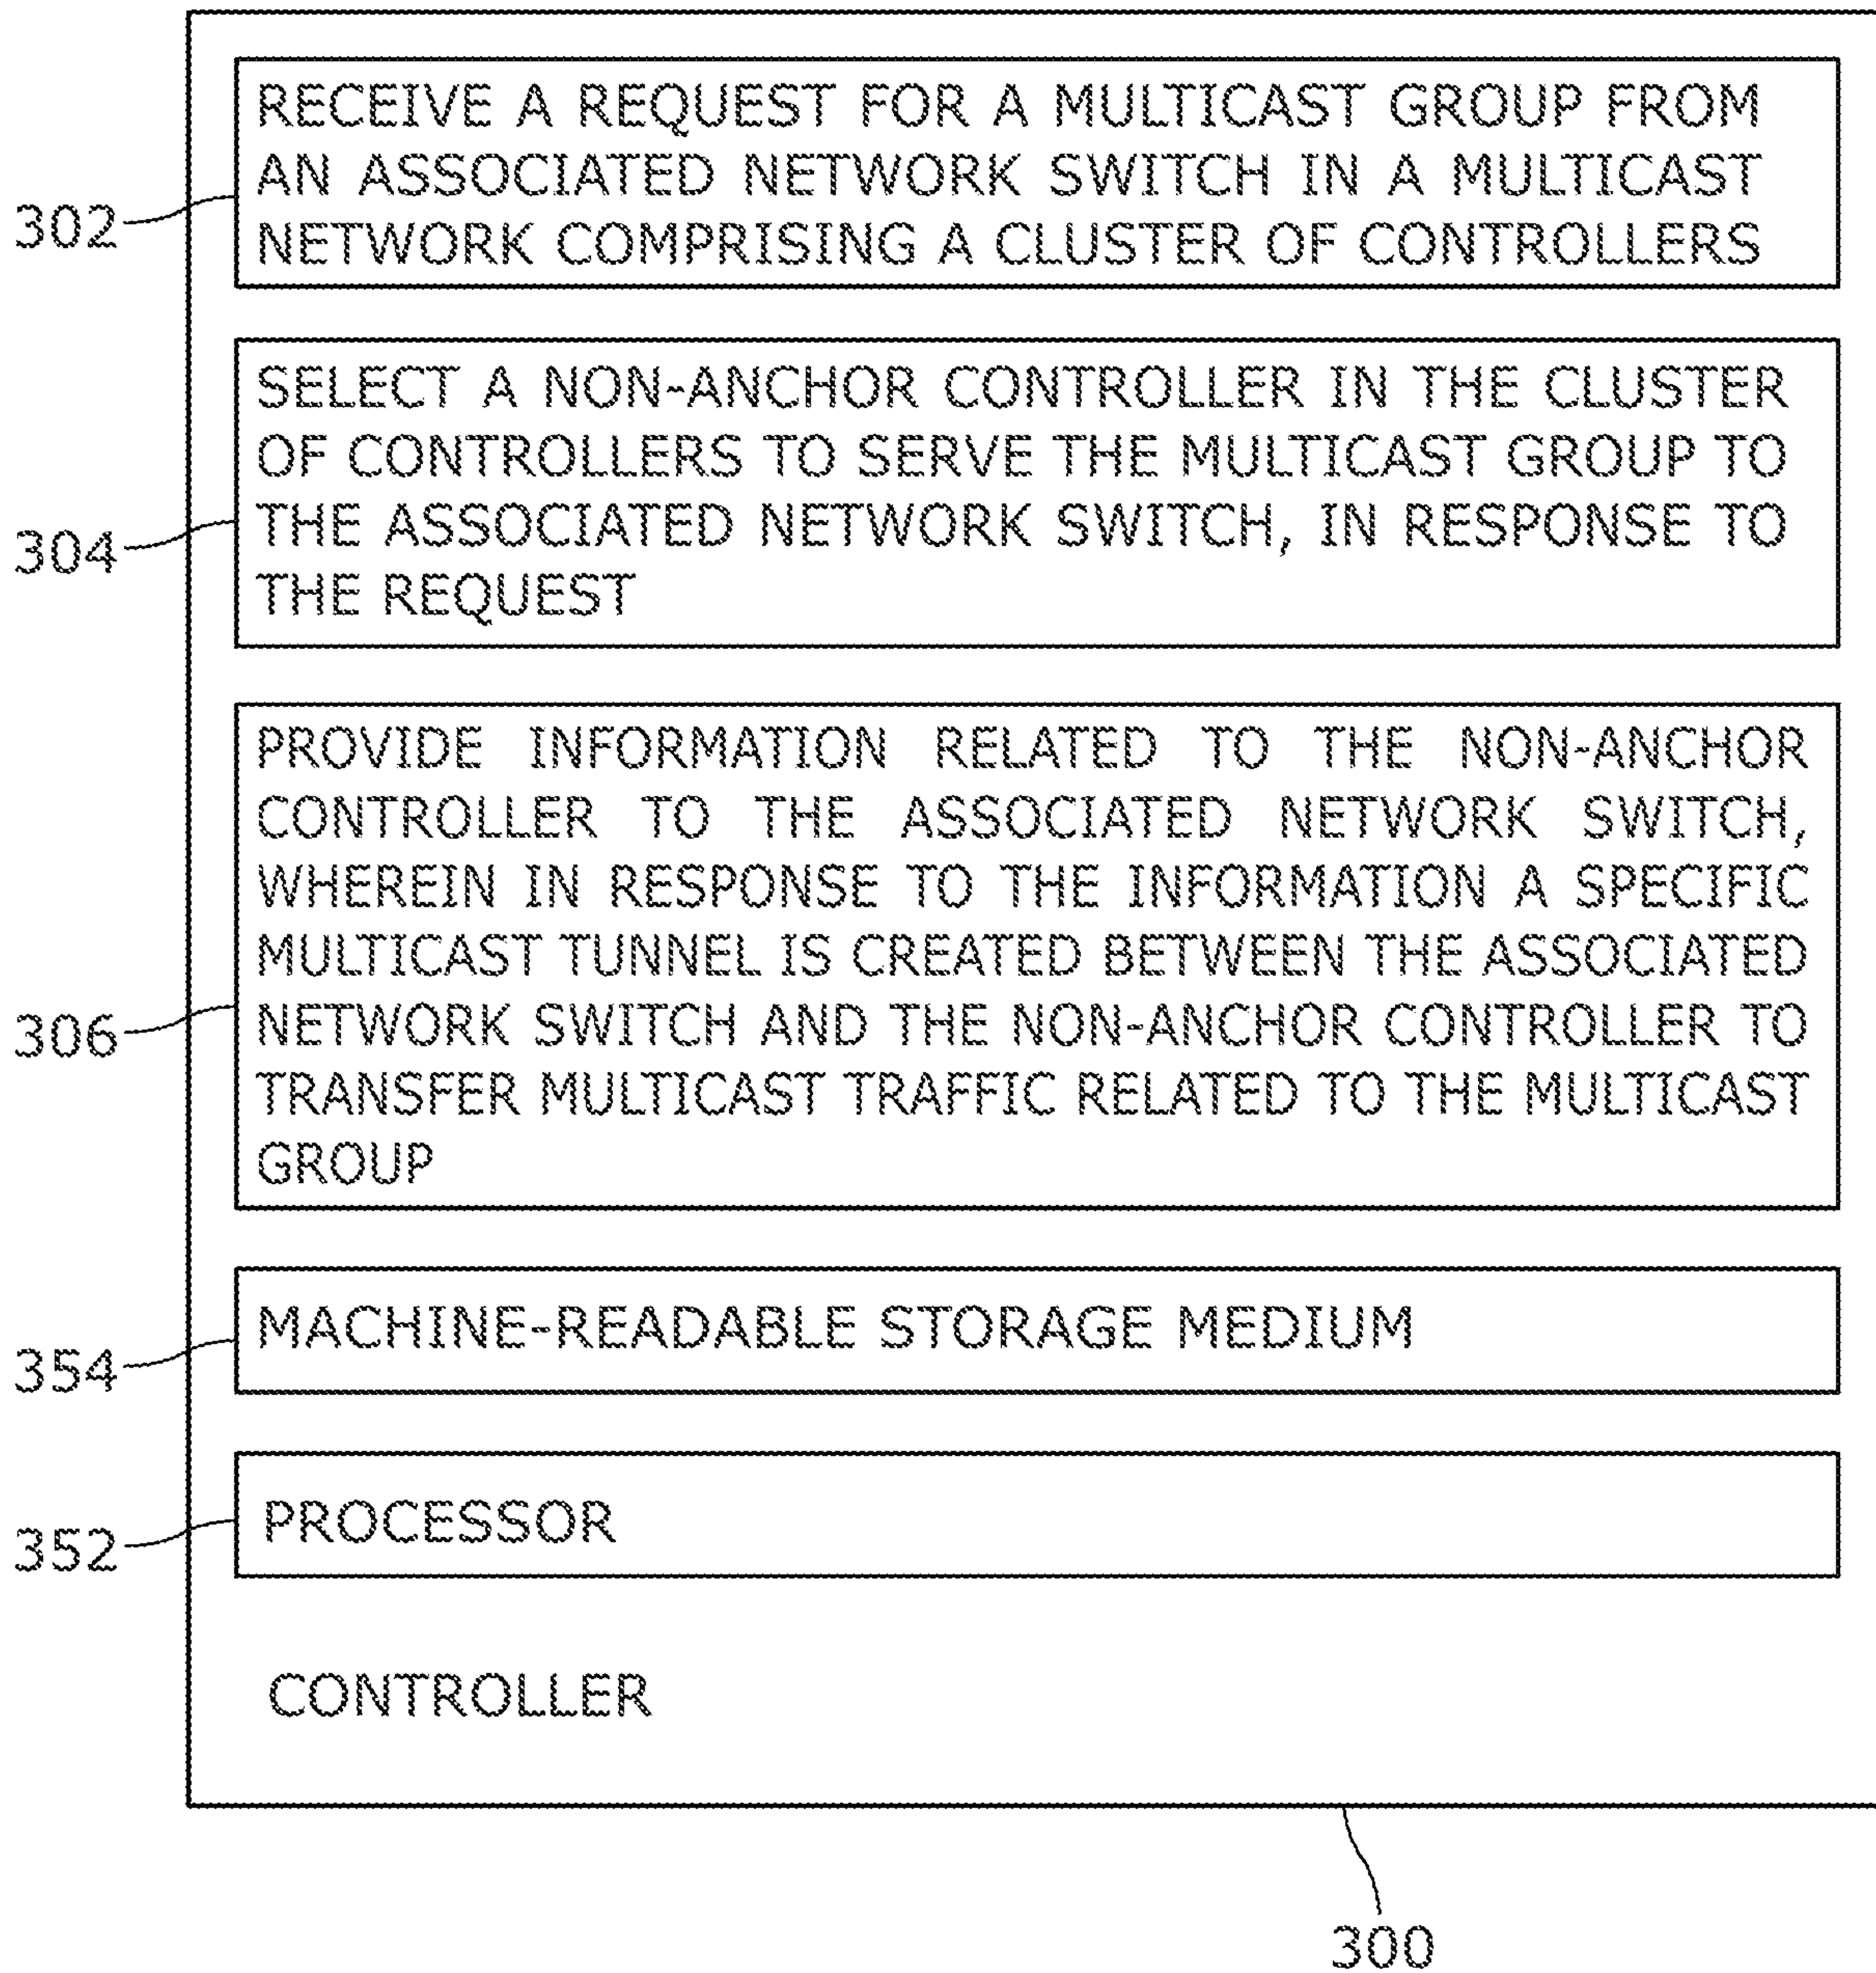 RECEIVE A REQUEST FOR A MULTICAST GROUP FROM
AN ASSOCIATED NETWORK SWITCH IN A MULTICAST
NETWORK COMPRISING A CLUSTER OF CONTROLLERS
302
SELECT A NON-ANCHOR CONTROLLER IN THE CLUSTER
OF CONTROLLERS TO SERVE THE MULTICAST GROUP TO
THE ASSOCIATED NETWORK SWITCH, IN RESPONSE TO
THE REQUEST
304
PROVIDE INFORMATION RELATED TO THE NON-ANCHOR
CONTROLLER TO THE ASSOCIATED NETWORK SWITCH,
WHEREIN IN RESPONSE TO THE INFORMATION A SPECIFIC
MULTICAST TUNNEL IS CREATED BETWEEN THE ASSOCIATED
NETWORK SWITCH AND THE NON-ANCHOR CONTROLLER TO
TRANSFER MULTICAST TRAFFIC RELATED TO THE MULTICAST
GROUP
306
MACHINE-READABLE STORAGE MEDIUM
354
PROCESSOR
352
CONTROLLER
300